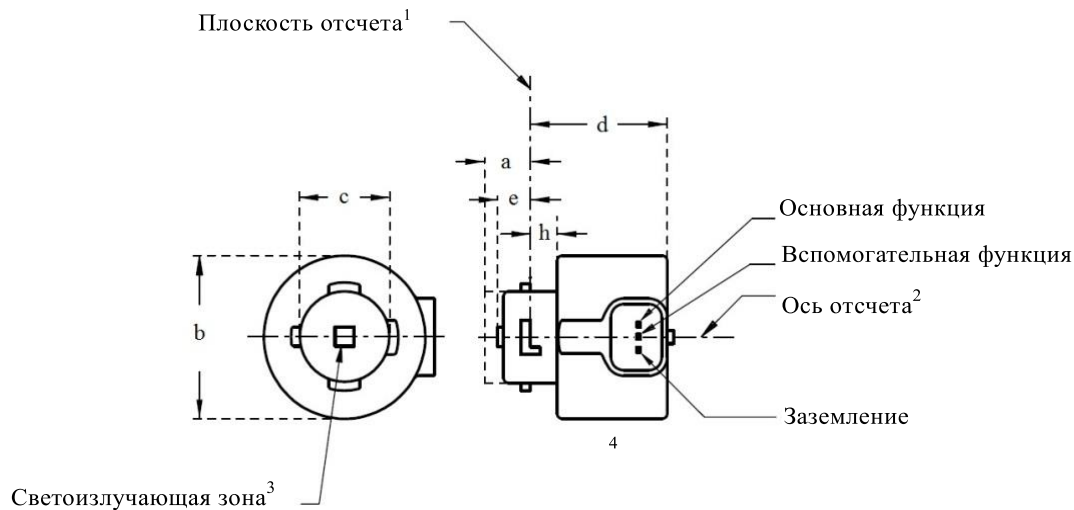 Плоскость отсчета¹
d
a
c
e
h
Основная функция
Вспомогательная функция
Ось отсчета²
b
Заземление
4
Светоизлучающая зона³